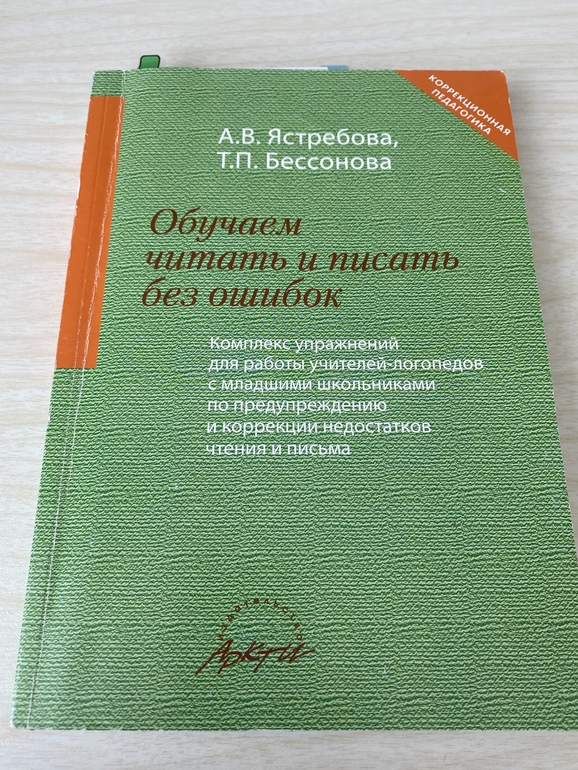 КОРРЕКЦИОННАЯ
ПЕДАГОГИКА
А.В. Ястребова,
Т.П. Бессонова
Обучаем
читать и писать
без ошибок
Комплекс упражнений
для работы учителей-логопедов
с младшими школьниками
по предупреждению
и коррекции недостатков
чтения и письма
ИЗДАТЕЛЬСТВО
АРКТИ